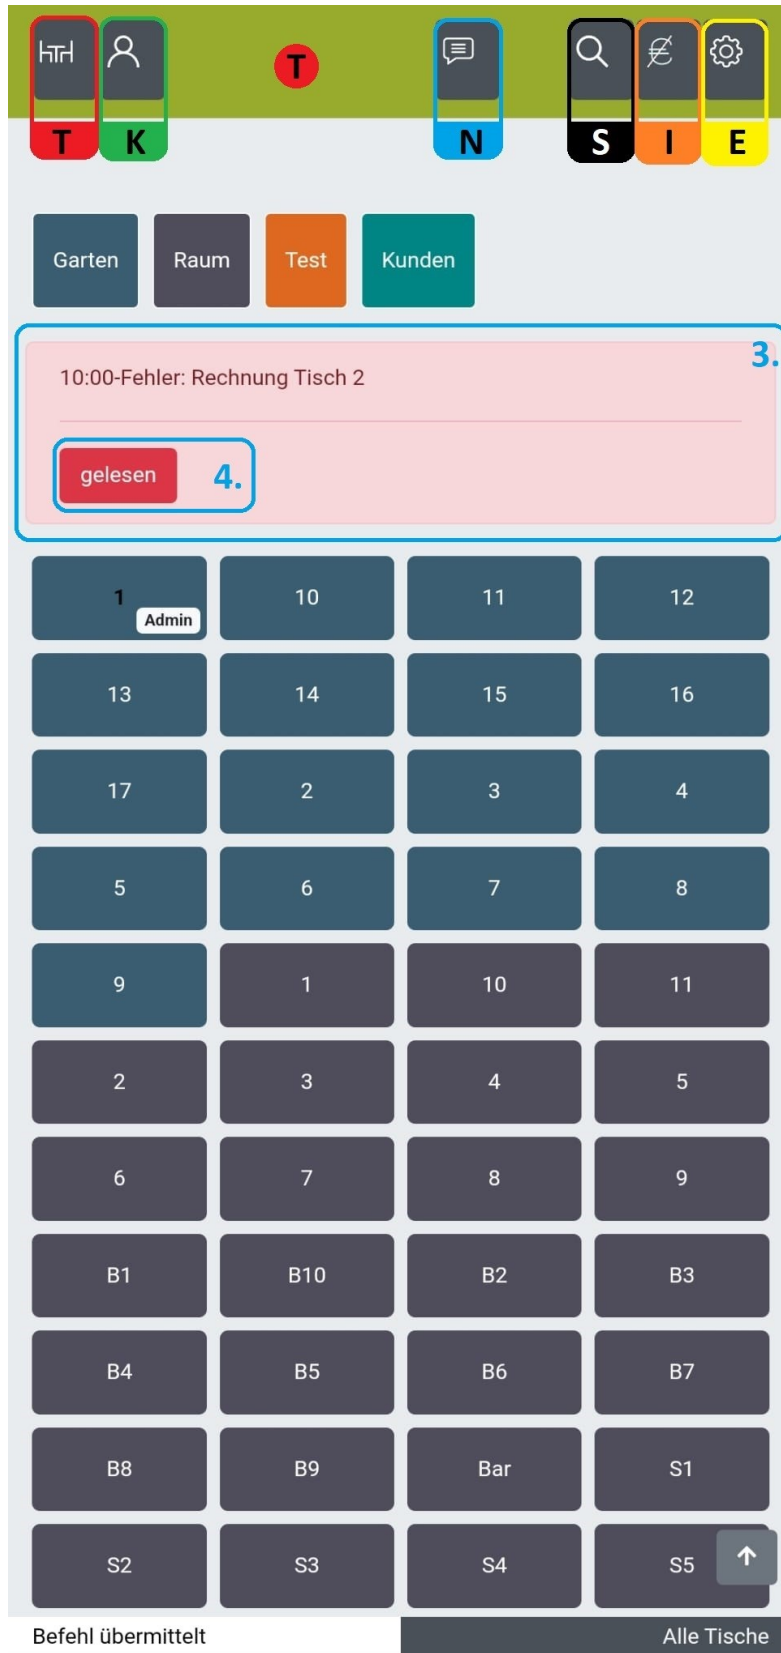 T
T K N S I E
Garten Raum Test Kunden
3.
10:00-Fehler: Rechnung Tisch 2
gelesen 4.
1 Admin 10 11 12
13 14 15 16
17 2 3 4
5 6 7 8
9 1 10 11
2 3 4 5
6 7 8 9
B1 B10 B2 B3
B4 B5 B6 B7
B8 B9 Bar S1
S2 S3 S4 S5
Befehl übermittelt Alle Tische